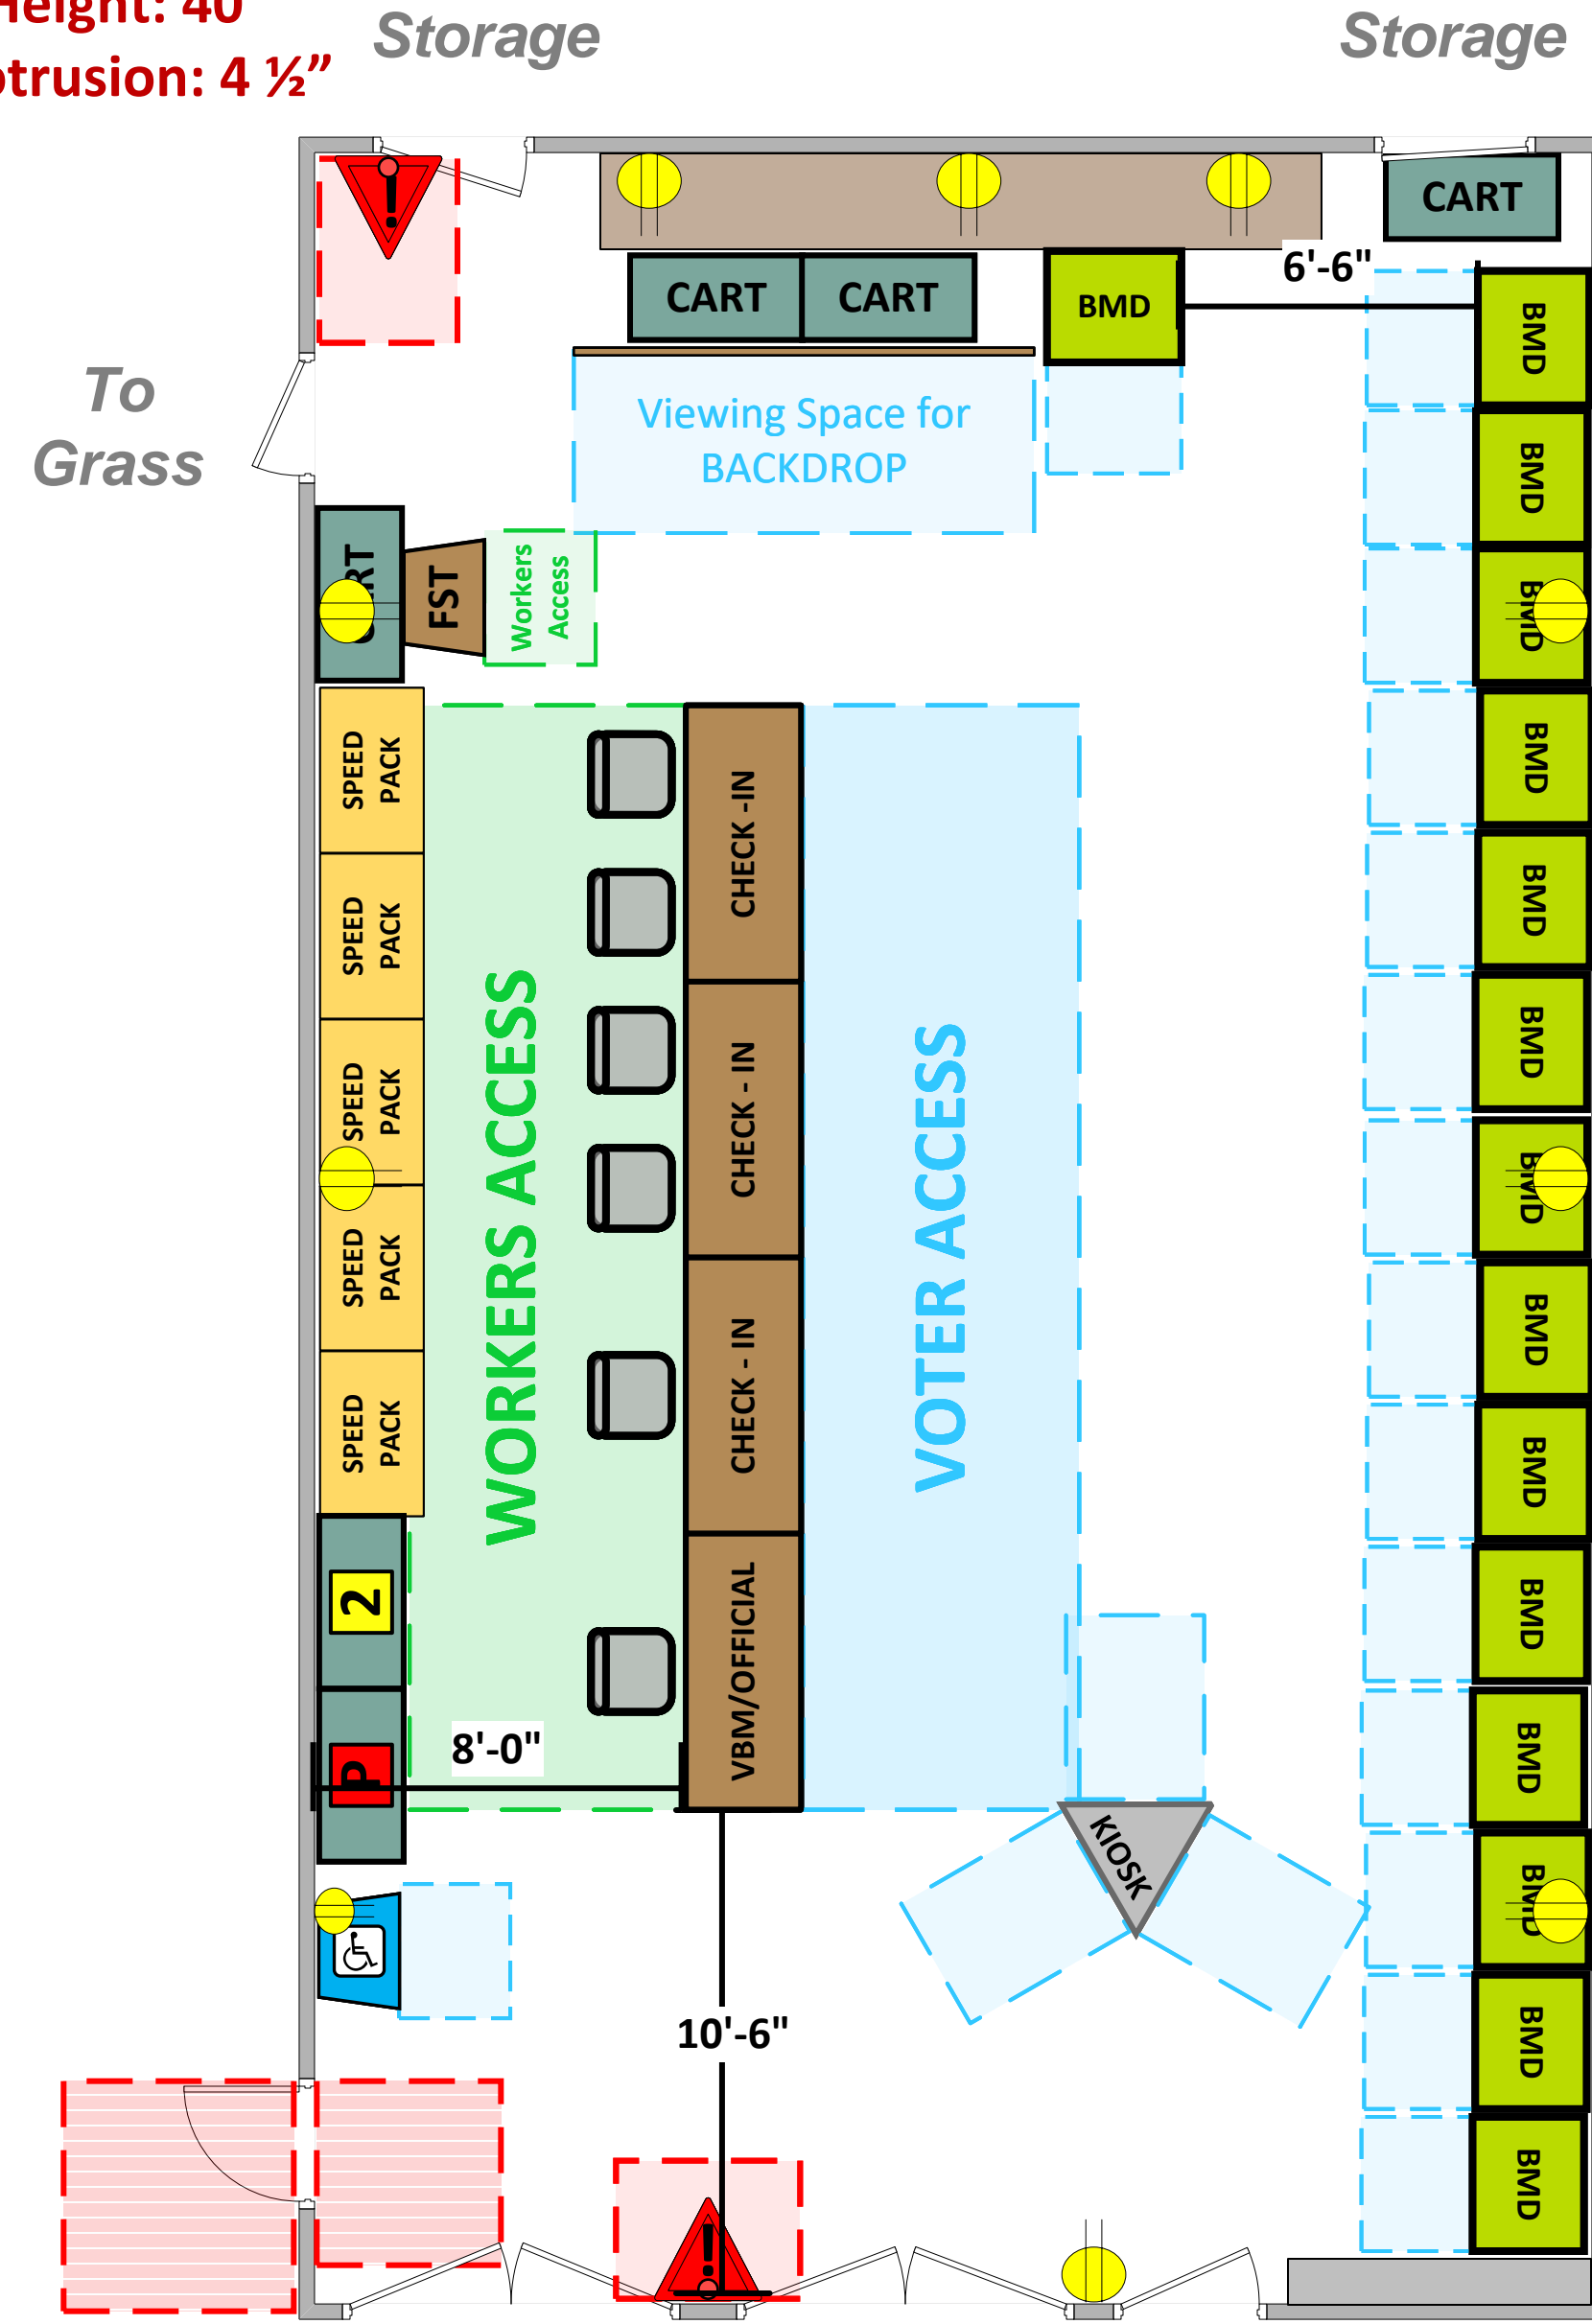 Height: 40
Protrusion: 4 ½”
Storage
Storage
CART
6'-6"
CART
CART
BMD
BMD
To
Grass
Viewing Space for
BACKDROP
BMD
CART
FST
Workers
Access
BMD
SPEED
PACK
CHECK -IN
BMD
SPEED
PACK
BMD
WORKERS ACCESS
VOTER ACCESS
SPEED
PACK
CHECK - IN
BMD
BMD
SPEED
PACK
BMD
SPEED
PACK
CHECK - IN
BMD
2
BMD
VBM/OFFICIAL
P
8'-0"
BMD
KIOSK
BMD
10'-6"
BMD
BMD